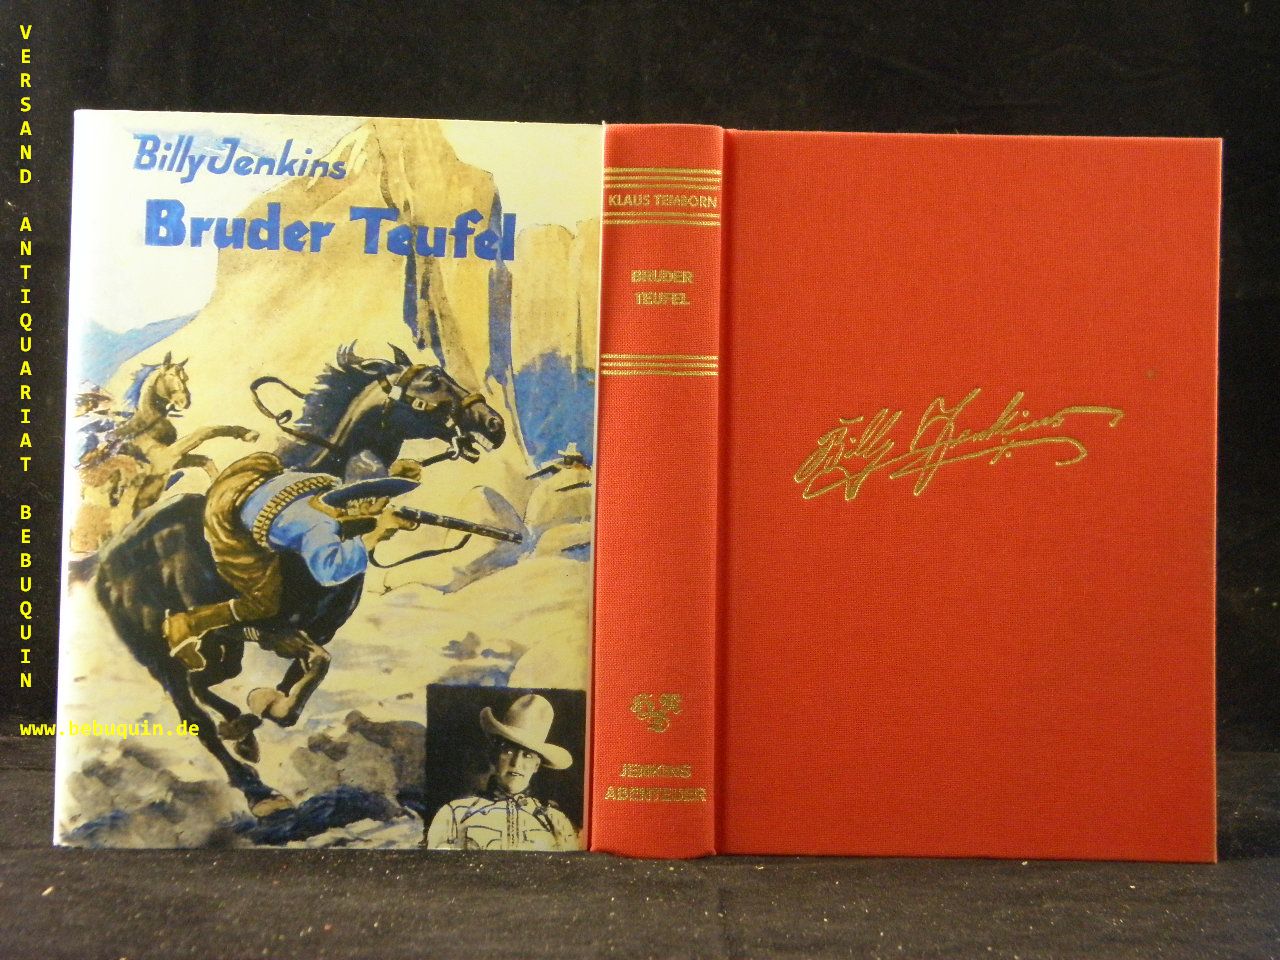 VERSAND ANTIQUARIAT BEBUQUIN
www.bebuquin.de
Billy Jenkins
Bruder Teufel
KLAUS TEMBORN
BRUDER
TEUFEL
JENKINS
ABENTEUER
Billy Jenkins